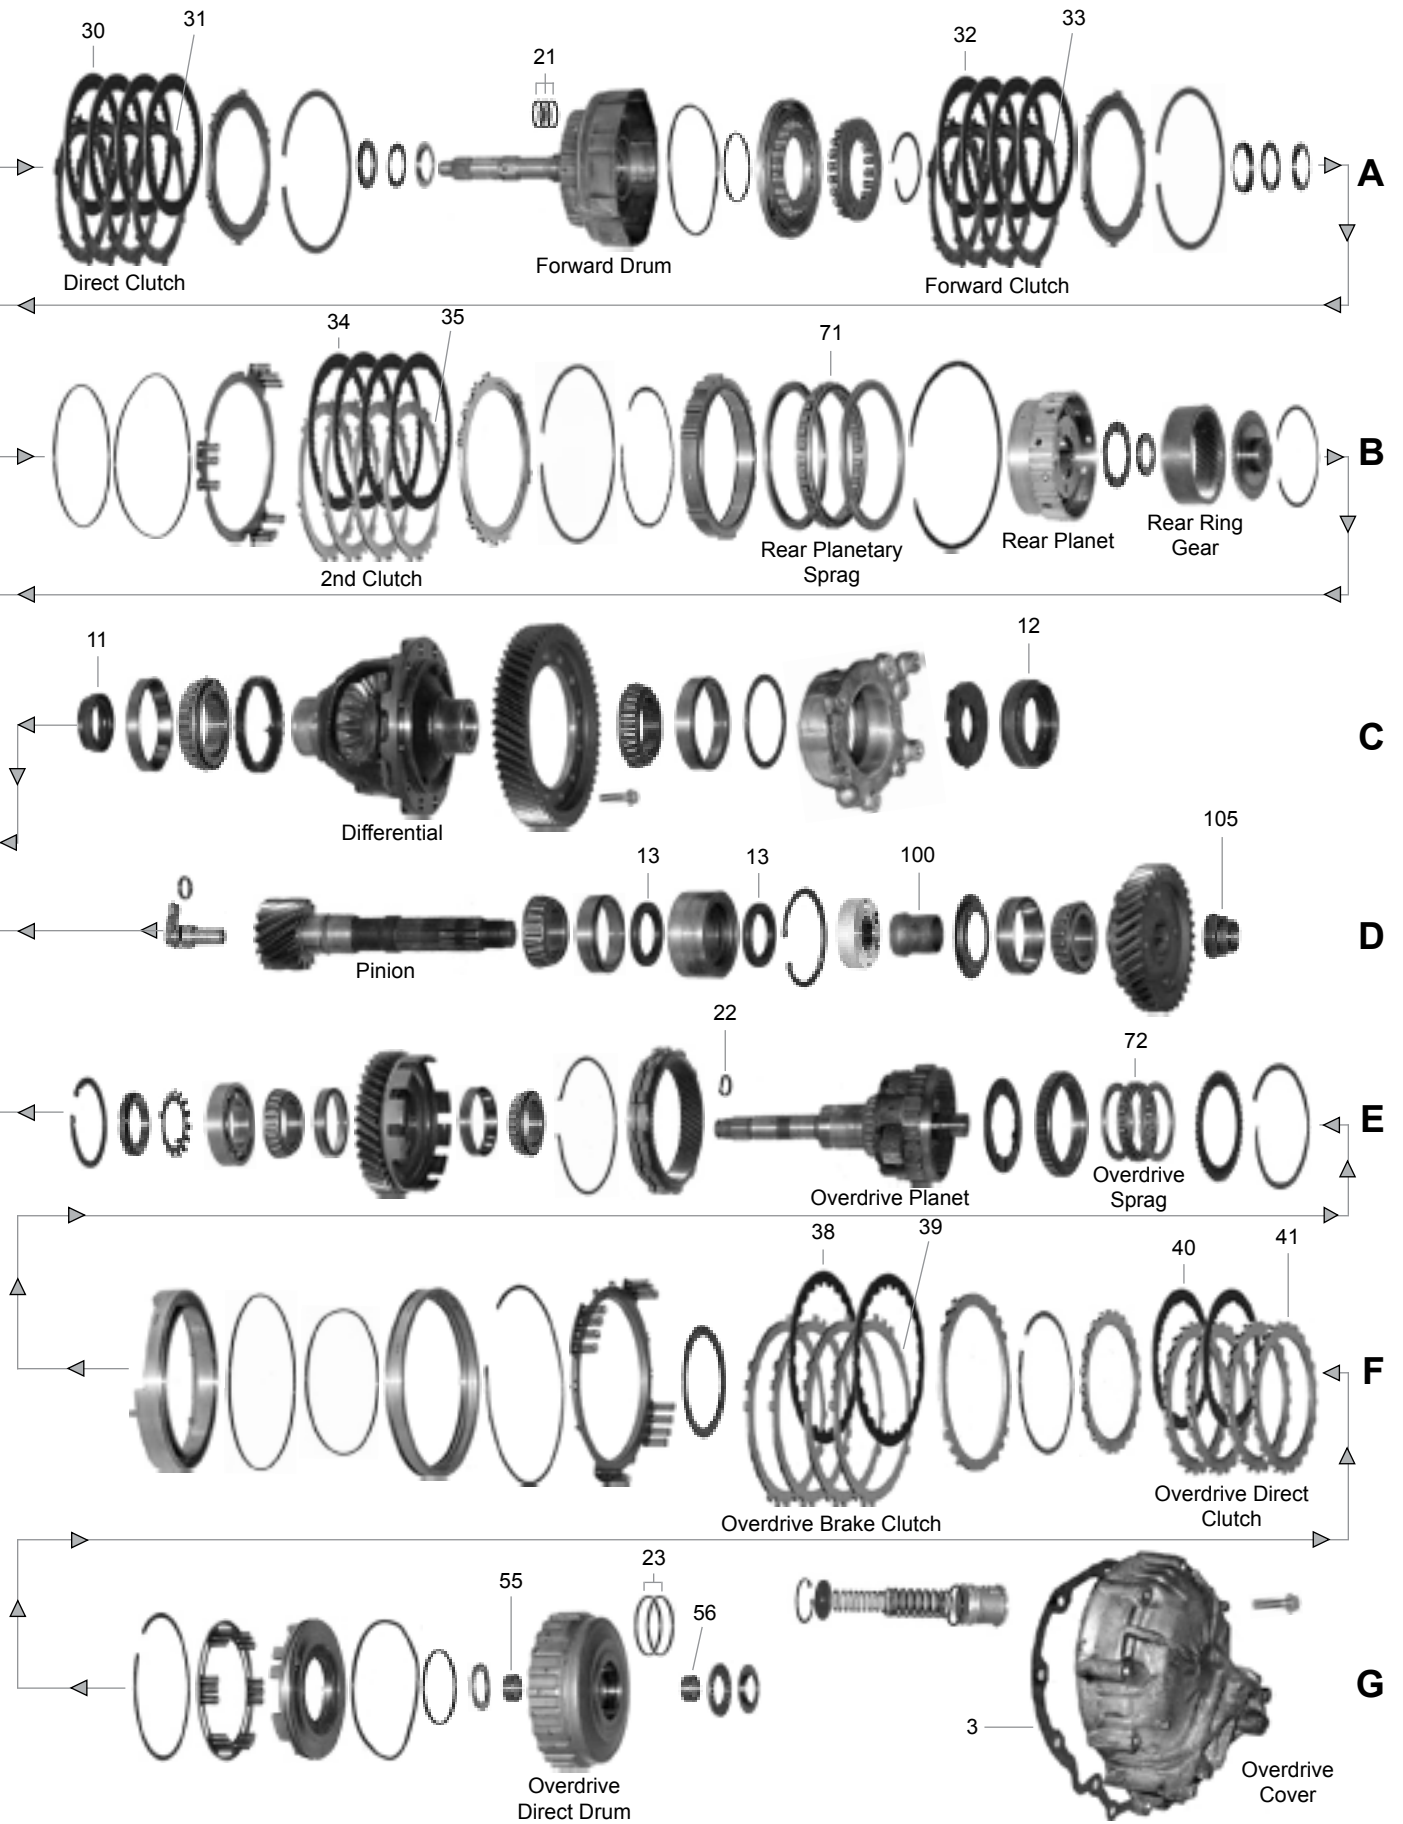 30
31
21
32
33
A
Direct Clutch
Forward Drum
Forward Clutch
34
35
71
B
2nd Clutch
Rear Planetary
Sprag
Rear Planet
Rear Ring
Gear
11
12
C
Differential
13
13
100
105
D
Pinion
22
72
E
Overdrive Planet
Overdrive
Sprag
38
39
40
41
F
Overdrive Brake Clutch
Overdrive Direct
Clutch
55
23
56
G
3
Overdrive
Direct Drum
Overdrive
Cover